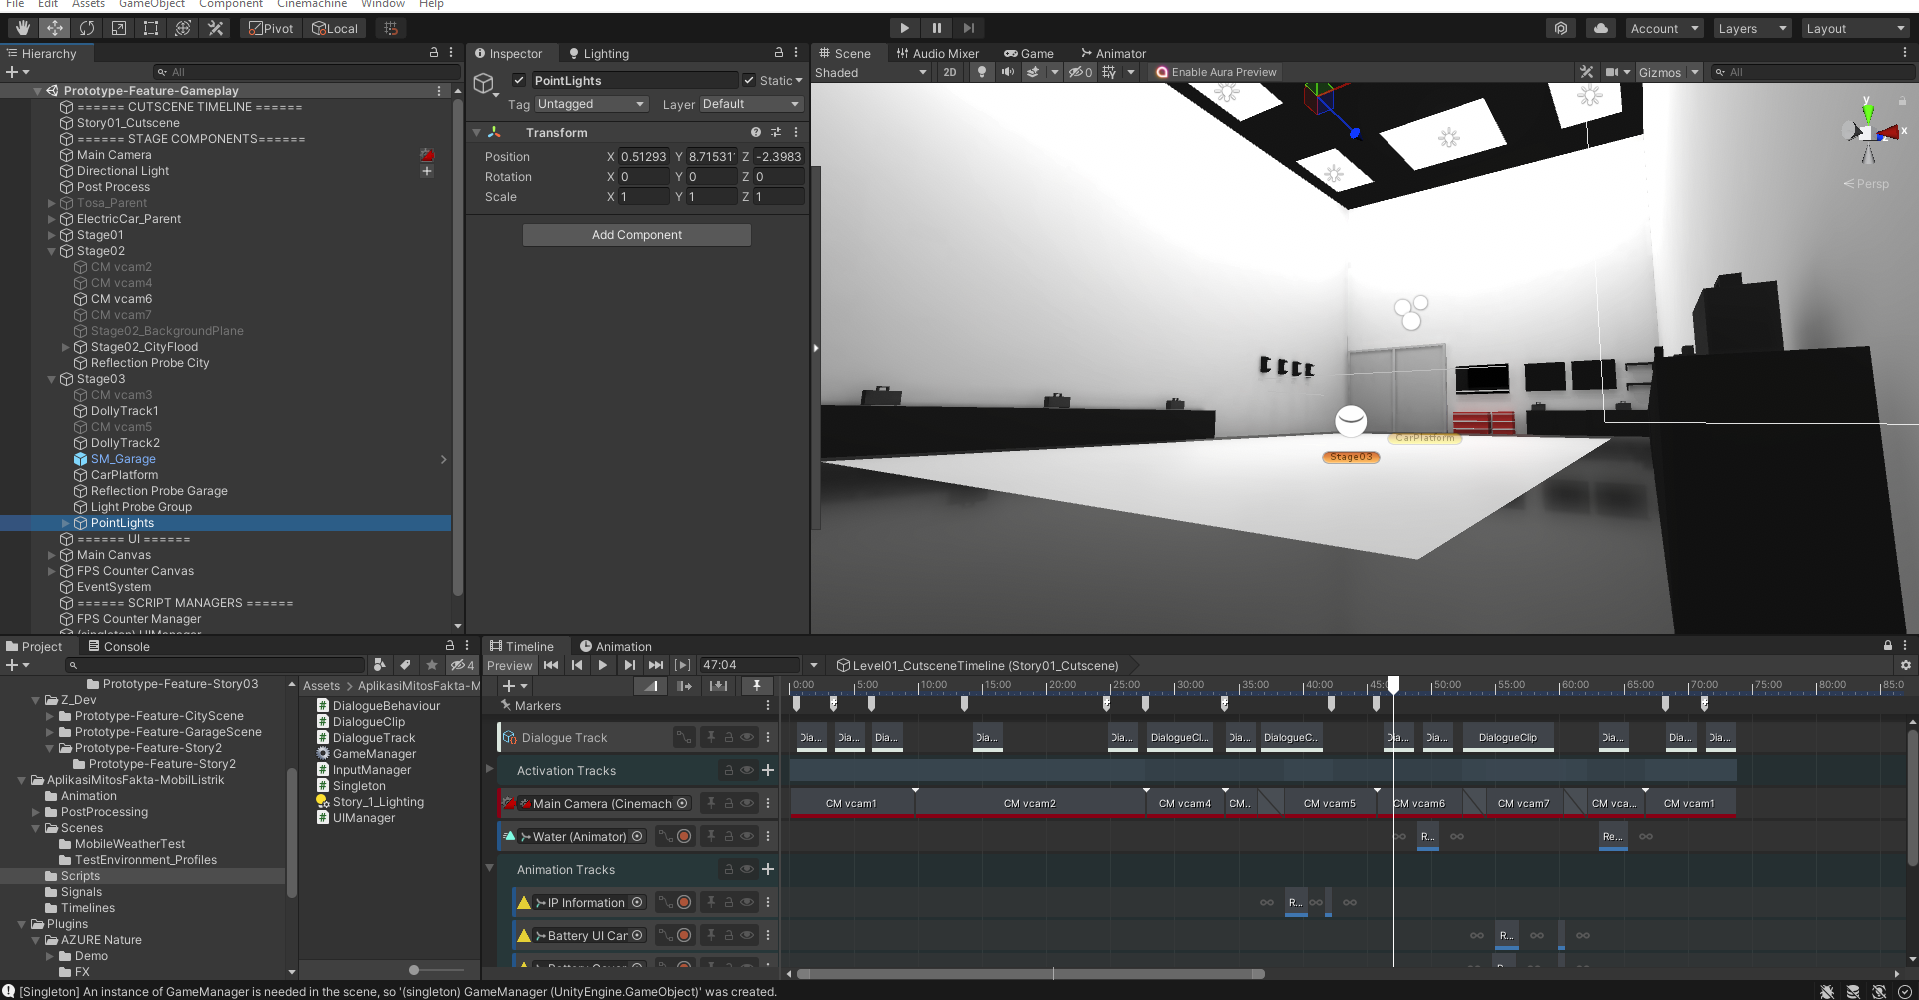 File Edit Assets GameObject Component Cinemachine Window Help
Pivot Local Account Layers Layout
Hierarchy
All
Prototype-Feature-Gameplay
====== CUTSCENE TIMELINE ======
Story01_Cutscene
====== STAGE COMPONENTS======
Main Camera
Directional Light
Post Process
Tosa_Parent
ElectricCar_Parent
Stage01
Stage02
CM vcam2
CM vcam4
CM vcam6
CM vcam7
Stage02_BackgroundPlane
Stage02_CityFlood
Reflection Probe City
Stage03
CM vcam3
DollyTrack1
CM vcam5
DollyTrack2
SM_Garage
CarPlatform
Reflection Probe Garage
Light Probe Group
PointLights
====== UI ======
Main Canvas
FPS Counter Canvas
EventSystem
====== SCRIPT MANAGERS ======
FPS Counter Manager
(singleton) UIManager
Inspector Lighting
PointLights Static
Tag Untagged Layer Default
Transform
Position X 0.51293 Y 8.71531 Z -2.3983
Rotation X 0 Y 0 Z 0
Scale X 1 Y 1 Z 1
Add Component
Scene Audio Mixer Game Animator
Shaded 2D 0 Enable Aura Preview Gizmos All
y
x
Persp
CarPlatform
Stage03
Project Console
4
Prototype-Feature-Story03
Z_Dev
Prototype-Feature-CityScene
Prototype-Feature-GarageScene
Prototype-Feature-Story2
Prototype-Feature-Story2
AplikasiMitosFakta-MobilListrik
Animation
PostProcessing
Scenes
MobileWeatherTest
TestEnvironment_Profiles
Scripts
Signals
Timelines
Plugins
AZURE Nature
Demo
FX
Assets > AplikasiMitosFakta-M
DialogueBehaviour
DialogueClip
DialogueTrack
GameManager
InputManager
Singleton
Story_1_Lighting
UIManager
Timeline Animation
Preview 47:04 Level01_CutsceneTimeline (Story01_Cutscene)
0:00 5:00 10:00 15:00 20:00 25:00 30:00 35:00 40:00 45: 50:00 55:00 60:00 65:00 70:00 75:00 80:00 85:0
Markers
Dialogue Track Dia... Dia... Dia... Dia... Dia... DialogueCl... Dia... DialogueC... Dia... Dia... DialogueClip Dia... Dia... Dia...
Activation Tracks
Main Camera (Cinemach CM vcam1 CM vcam2 CM vcam4 CM.. CM vcam5 CM vcam6 CM vcam7 CM vca... CM vcam1
Water (Animator) R... Re...
Animation Tracks
IP Information R...
Battery UI Car R...
[Singleton] An instance of GameManager is needed in the scene, so '(singleton) GameManager (UnityEngine.GameObject)' was created.